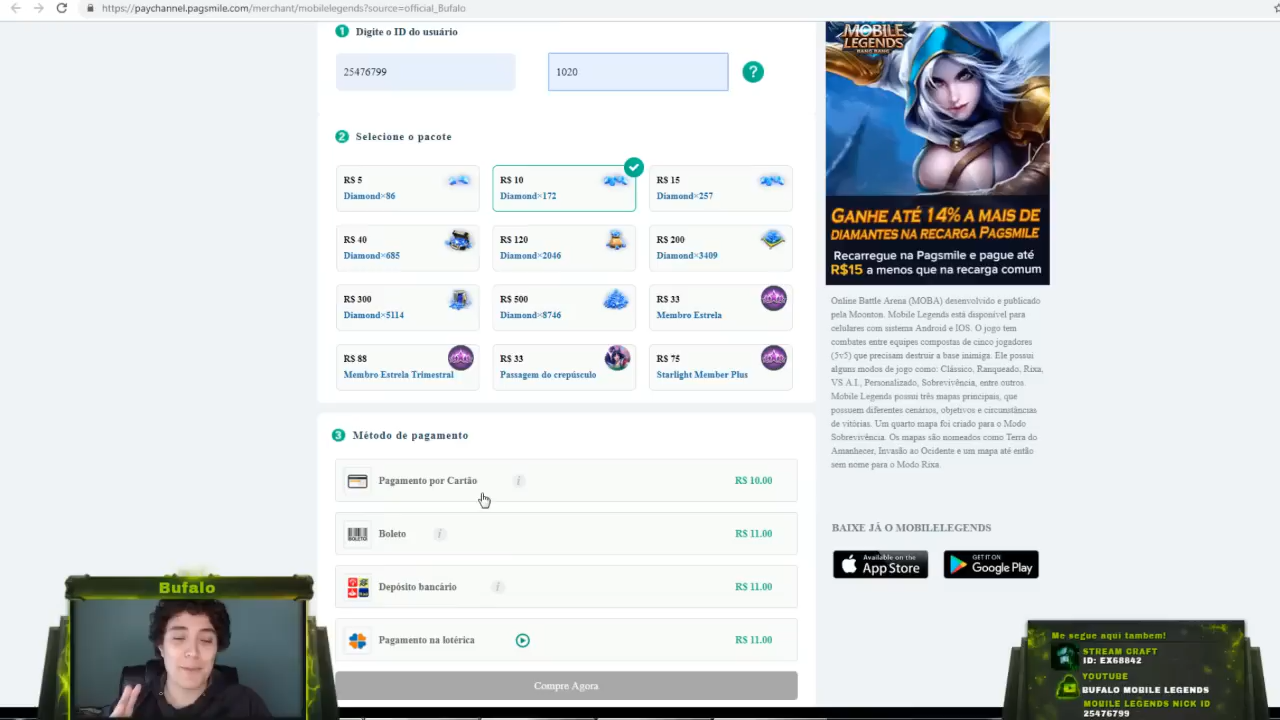 https://paychannel.pagsmile.com/merchant/mobilelegends?source=official_Bufalo
1 Digite o ID do usuário
25476799
1020
?
2 Selecione o pacote
R$ 5
Diamond×86
R$ 10
Diamond×172
R$ 15
Diamond×257
R$ 40
Diamond×685
R$ 120
Diamond×2046
R$ 200
Diamond×3409
R$ 300
Diamond×5114
R$ 500
Diamond×8746
R$ 33
Membro Estrela
R$ 88
Membro Estrela Trimestral
R$ 33
Passagem do crepúsculo
R$ 75
Starlight Member Plus
3 Método de pagamento
Pagamento por Cartão i R$ 10.00
BOLETO Boleto i R$ 11.00
Depósito bancário i R$ 11.00
Pagamento na lotérica R$ 11.00
Compre Agora
MOBILE
LEGENDS
BANG BANG
GANHE ATÉ 14% A MAIS DE
DIAMANTES NA RECARGA PAGSMILE
Recarregue na Pagsmile e pague até
R$15 a menos que na recarga comum
Online Battle Arena (MOBA) desenvolvido e publicado
pela Moonton. Mobile Legends está disponível para
celulares com sistema Android e IOS. O jogo tem
combates entre equipes compostas de cinco jogadores
(5v5) que precisam destruir a base inimiga. Ele possui
alguns modos de jogo como: Clássico, Ranqueado, Rixa,
VS A.I., Personalizado, Sobrevivência, entre outros.
Mobile Legends possui três mapas principais, que
possuem diferentes cenários, objetivos e circunstâncias
de vitórias. Um quarto mapa foi criado para o Modo
Sobrevivência. Os mapas são nomeados como Terra do
Amanhecer, Invasão ao Ocidente e um mapa até então
sem nome para o Modo Rixa.
BAIXE JÁ O MOBILELEGENDS
Available on the
App Store
GET IT ON
Google Play
Bufalo
Me segue aqui tambem!
STREAM CRAFT
ID: EX68842
YOUTUBE
BUFALO MOBILE LEGENDS
MOBILE LEGENDS NICK ID
25476799